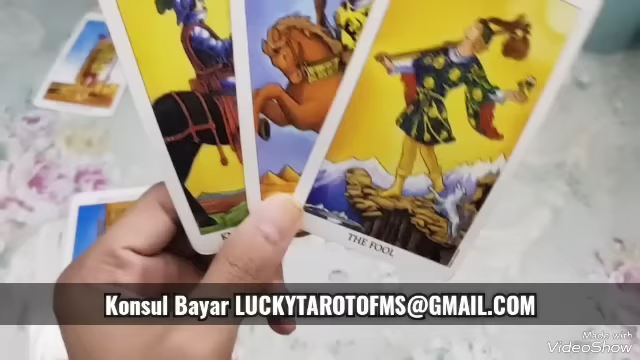 THE FOOL
Konsul Bayar LUCKYTAROTOFMS@GMAIL.COM
Made with
VideoShow